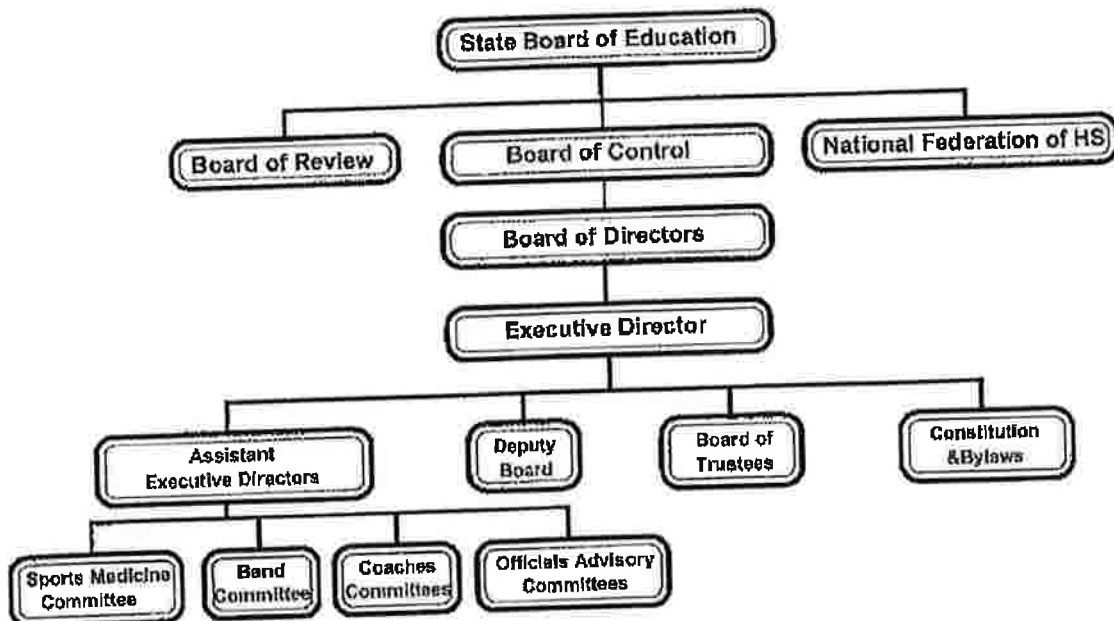 State Board of Education
Board of Review
Board of Control
National Federation of HS
Board of Directors
Executive Director
Assistant
Executive Directors
Deputy
Board
Board of
Trustees
Constitution
&Bylaws
Sports Medicine
Committee
Band
Committee
Coaches
Committees
Officials Advisory
Committees